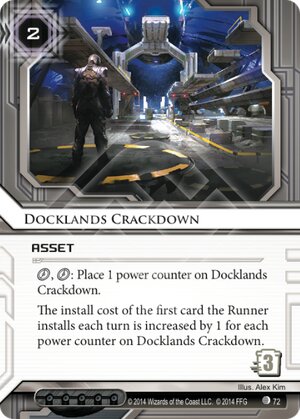 2
Docklands Crackdown
ASSET
, : Place 1 power counter on Docklands
Crackdown.
The install cost of the first card the Runner
installs each turn is increased by 1 for each
power counter on Docklands Crackdown.
3
Illus. Alex Kim
© 2014 Wizards of the Coast LLC. © 2014 FFG
72